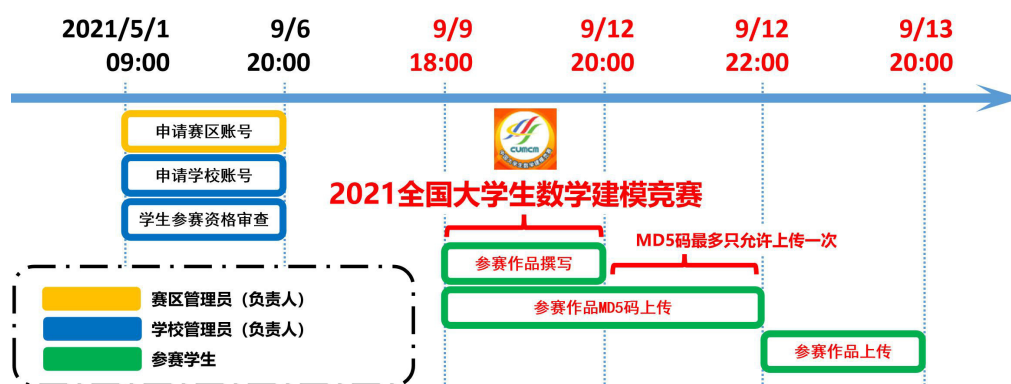 2021/5/1 9/6 9/9 9/12 9/12 9/13
09:00 20:00 18:00 20:00 22:00 20:00
申请赛区账号
申请学校账号
学生参赛资格审查
CUMCM
2021全国大学生数学建模竞赛
MD5码最多只允许上传一次
参赛作品撰写
参赛作品MD5码上传
参赛作品上传
赛区管理员（负责人）
学校管理员（负责人）
参赛学生